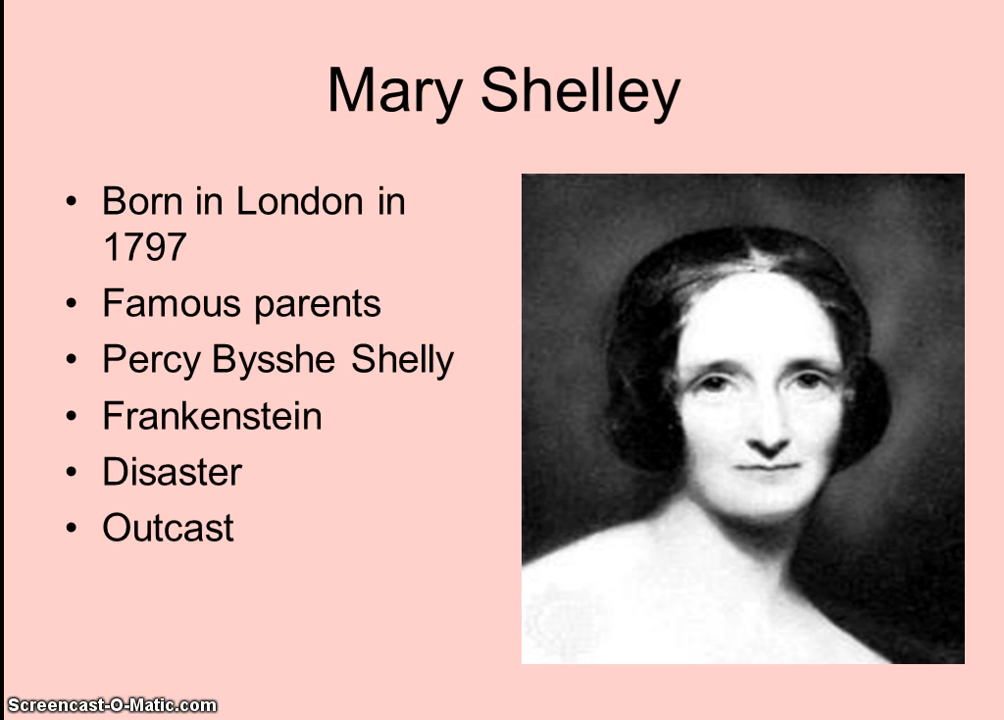 Mary Shelley
• Born in London in
1797
• Famous parents
• Percy Bysshe Shelly
• Frankenstein
• Disaster
• Outcast
Screencast-O-Matic.com